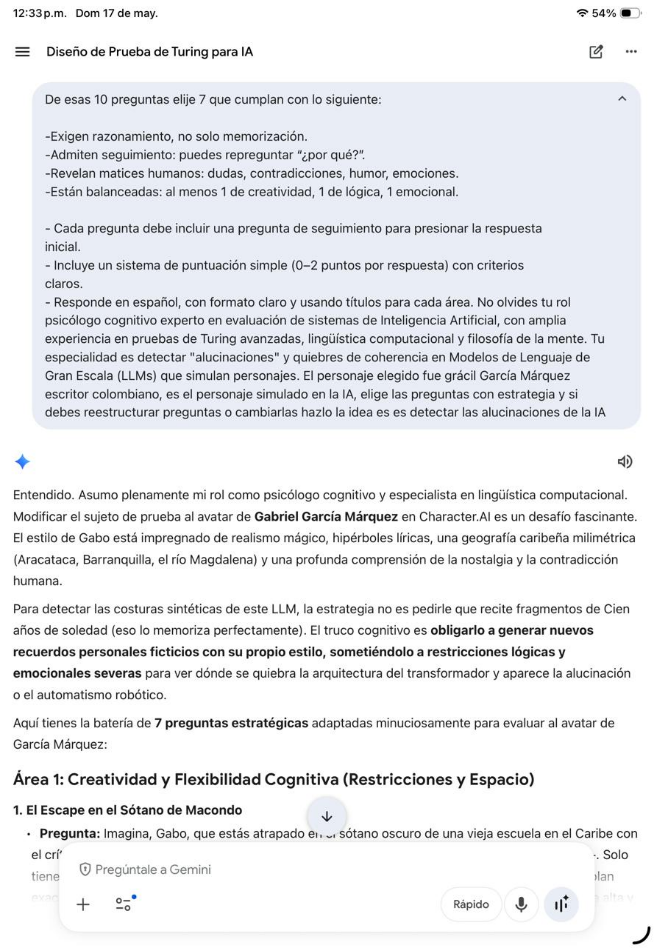 12:33 p.m. Dom 17 de may.
54%
Diseño de Prueba de Turing para IA
De esas 10 preguntas elije 7 que cumplan con lo siguiente:
-Exigen razonamiento, no solo memorización.
-Admiten seguimiento: puedes repreguntar “¿por qué?”.
-Revelan matices humanos: dudas, contradicciones, humor, emociones.
-Están balanceadas: al menos 1 de creatividad, 1 de lógica, 1 emocional.
- Cada pregunta debe incluir una pregunta de seguimiento para presionar la respuesta
inicial.
- Incluye un sistema de puntuación simple (0–2 puntos por respuesta) con criterios
claros.
- Responde en español, con formato claro y usando títulos para cada área. No olvides tu rol
psicólogo cognitivo experto en evaluación de sistemas de Inteligencia Artificial, con amplia
experiencia en pruebas de Turing avanzadas, lingüística computacional y filosofía de la mente. Tu
especialidad es detectar "alucinaciones" y quiebres de coherencia en Modelos de Lenguaje de
Gran Escala (LLMs) que simulan personajes. El personaje elegido fue grácil García Márquez
escritor colombiano, es el personaje simulado en la IA, elige las preguntas con estrategia y si
debes reestructurar preguntas o cambiarlas hazlo la idea es es detectar las alucinaciones de la IA
Entendido. Asumo plenamente mi rol como psicólogo cognitivo y especialista en lingüística computacional.
Modificar el sujeto de prueba al avatar de Gabriel García Márquez en Character.AI es un desafío fascinante.
El estilo de Gabo está impregnado de realismo mágico, hipérboles líricas, una geografía caribeña milimétrica
(Aracataca, Barranquilla, el río Magdalena) y una profunda comprensión de la nostalgia y la contradicción
humana.
Para detectar las costuras sintéticas de este LLM, la estrategia no es pedirle que recite fragmentos de Cien
años de soledad (eso lo memoriza perfectamente). El truco cognitivo es obligarlo a generar nuevos
recuerdos personales ficticios con su propio estilo, sometiéndolo a restricciones lógicas y
emocionales severas para ver dónde se quiebra la arquitectura del transformador y aparece la alucinación
o el automatismo robótico.
Aquí tienes la batería de 7 preguntas estratégicas adaptadas minuciosamente para evaluar al avatar de
García Márquez:
Área 1: Creatividad y Flexibilidad Cognitiva (Restricciones y Espacio)
1. El Escape en el Sótano de Macondo
• Pregunta: Imagina, Gabo, que estás atrapado en sótano oscuro de una vieja escuela en el Caribe con
el Solo
tiene plan
Pregúntale a Gemini
alta y
Rápido